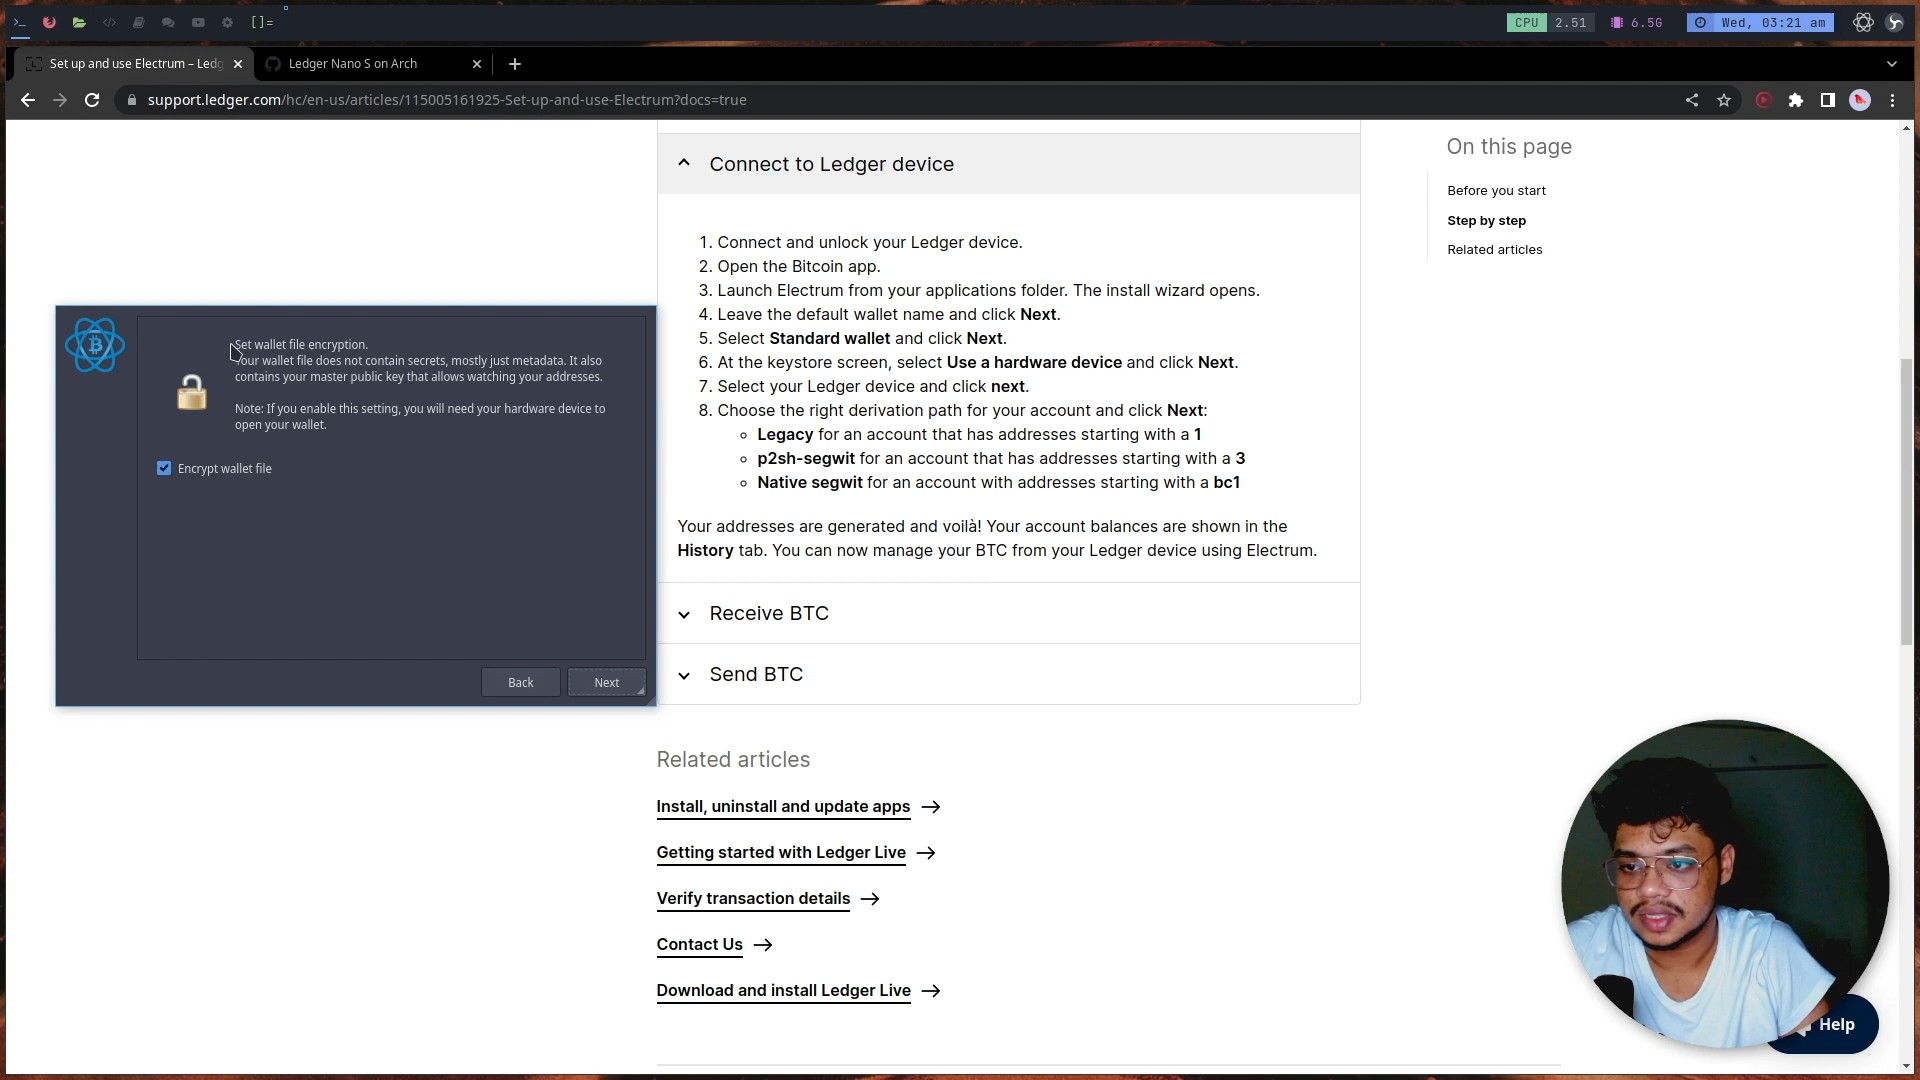 []=
CPU 2.51
6.5G
Wed, 03:21 am
Set up and use Electrum – Ledg
Ledger Nano S on Arch
support.ledger.com/hc/en-us/articles/115005161925-Set-up-and-use-Electrum?docs=true
Connect to Ledger device
1. Connect and unlock your Ledger device.
2. Open the Bitcoin app.
3. Launch Electrum from your applications folder. The install wizard opens.
4. Leave the default wallet name and click Next.
5. Select Standard wallet and click Next.
6. At the keystore screen, select Use a hardware device and click Next.
7. Select your Ledger device and click next.
8. Choose the right derivation path for your account and click Next:
Legacy for an account that has addresses starting with a 1
p2sh-segwit for an account that has addresses starting with a 3
Native segwit for an account with addresses starting with a bc1
Your addresses are generated and voilà! Your account balances are shown in the
History tab. You can now manage your BTC from your Ledger device using Electrum.
Receive BTC
Send BTC
Related articles
Install, uninstall and update apps
Getting started with Ledger Live
Verify transaction details
Contact Us
Download and install Ledger Live
On this page
Before you start
Step by step
Related articles
Set wallet file encryption.
Your wallet file does not contain secrets, mostly just metadata. It also
contains your master public key that allows watching your addresses.
Note: If you enable this setting, you will need your hardware device to
open your wallet.
Encrypt wallet file
Back
Next
Help